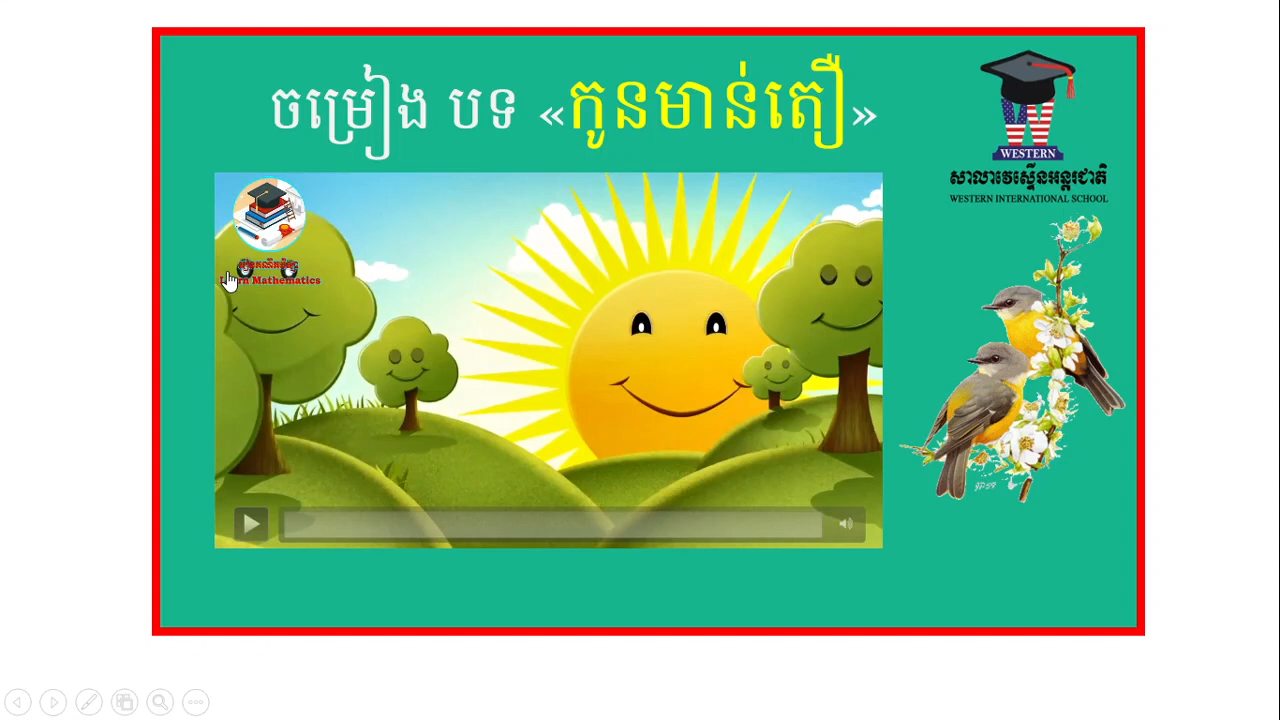 ចម្រៀង បទ «កូនមាន់តឿ»
WESTERN
សាលាវេស្ទើនអន្តរជាតិ
WESTERN INTERNATIONAL SCHOOL
Mathematics